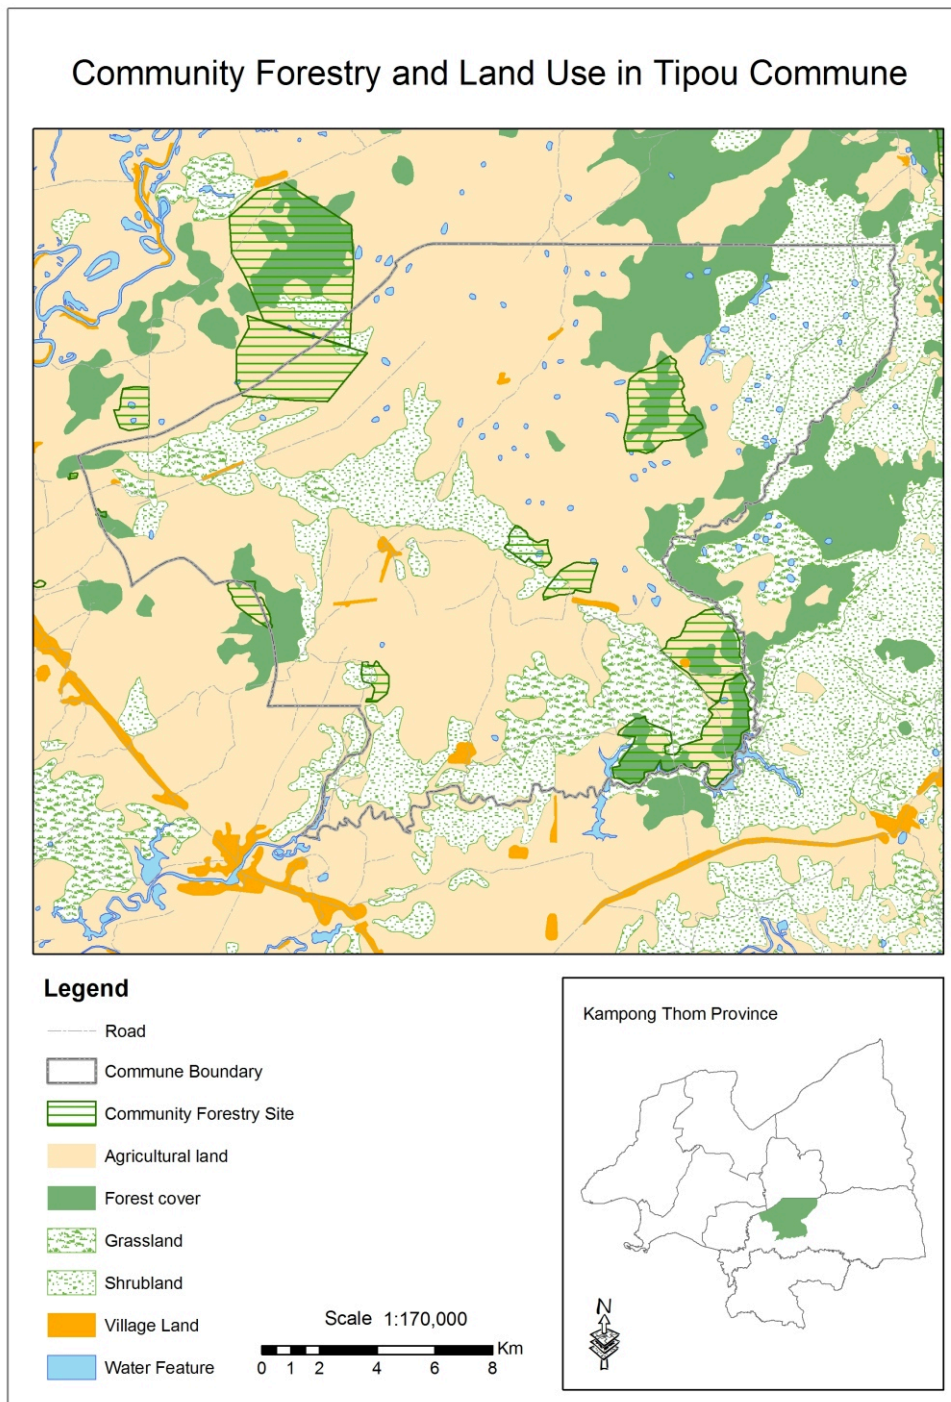 Community Forestry and Land Use in Tipou Commune
Legend
Road
Commune Boundary
Community Forestry Site
Agricultural land
Forest cover
Grassland
Shrubland
Village Land
Water Feature
Scale 1:170,000
Km
0 1 2 4 6 8
Kampong Thom Province
N